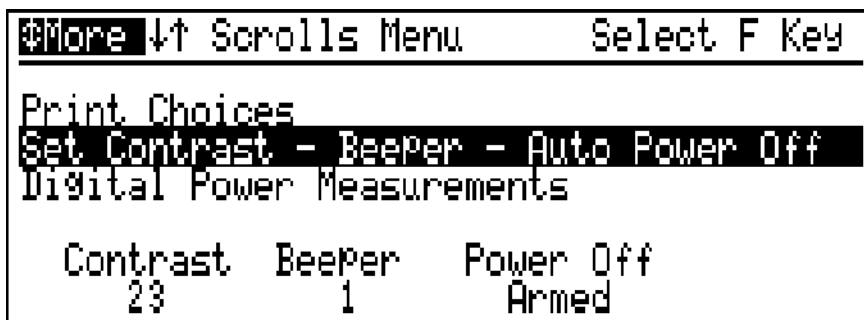 ↕More ↓↑ Scrolls Menu Select F Key
Print Choices
Set Contrast - Beeper - Auto Power Off
Digital Power Measurements
Contrast Beeper Power Off
23 1 Armed